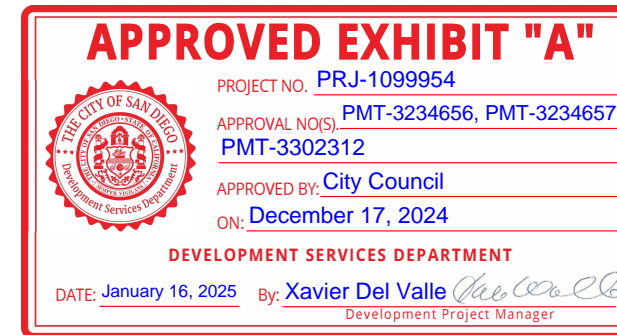 APPROVED EXHIBIT "A"
PROJECT NO. PRJ-1099954
APPROVAL NO(S). PMT-3234656, PMT-3234657
PMT-3302312
APPROVED BY: City Council
ON: December 17, 2024
THE CITY OF SAN DIEGO
Development Services Department
DEVELOPMENT SERVICES DEPARTMENT
DATE: January 16, 2025 By: Xavier Del Valle
Development Project Manager